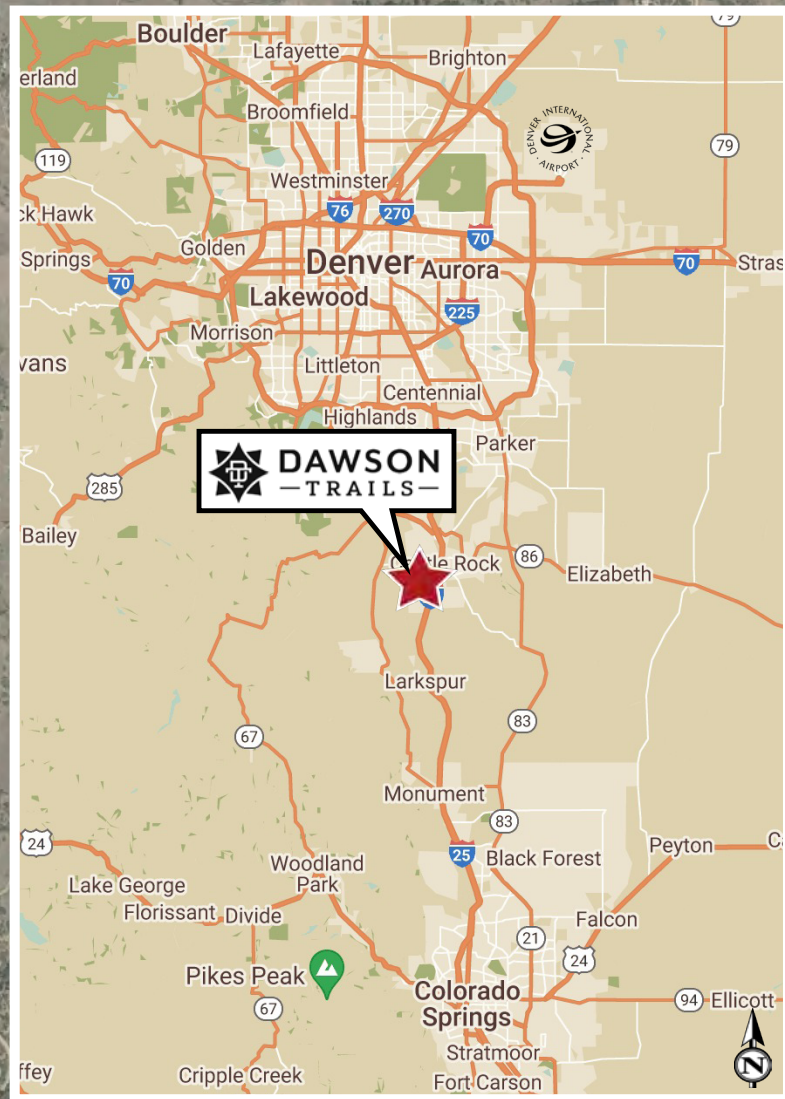 79
Boulder
Lafayette
Brighton
erland
Broomfield
DENVER INTERNATIONAL
AIRPORT
119
79
Westminster
76
270
ck Hawk
70
Golden
Springs
Denver
Aurora
70
Stras
70
Lakewood
225
Morrison
vans
Littleton
Centennial
Highlands
Parker
DAWSON
TRAILS
285
Bailey
86
Rock
Elizabeth
Larkspur
83
67
Monument
83
24
25
Black Forest
Peyton
Woodland
Park
Lake George
Florissant
Divide
Falcon
21
24
Pikes Peak
Colorado
Springs
67
94
Ellicott
Stratmoor
ffey
Cripple Creek
Fort Carson
N